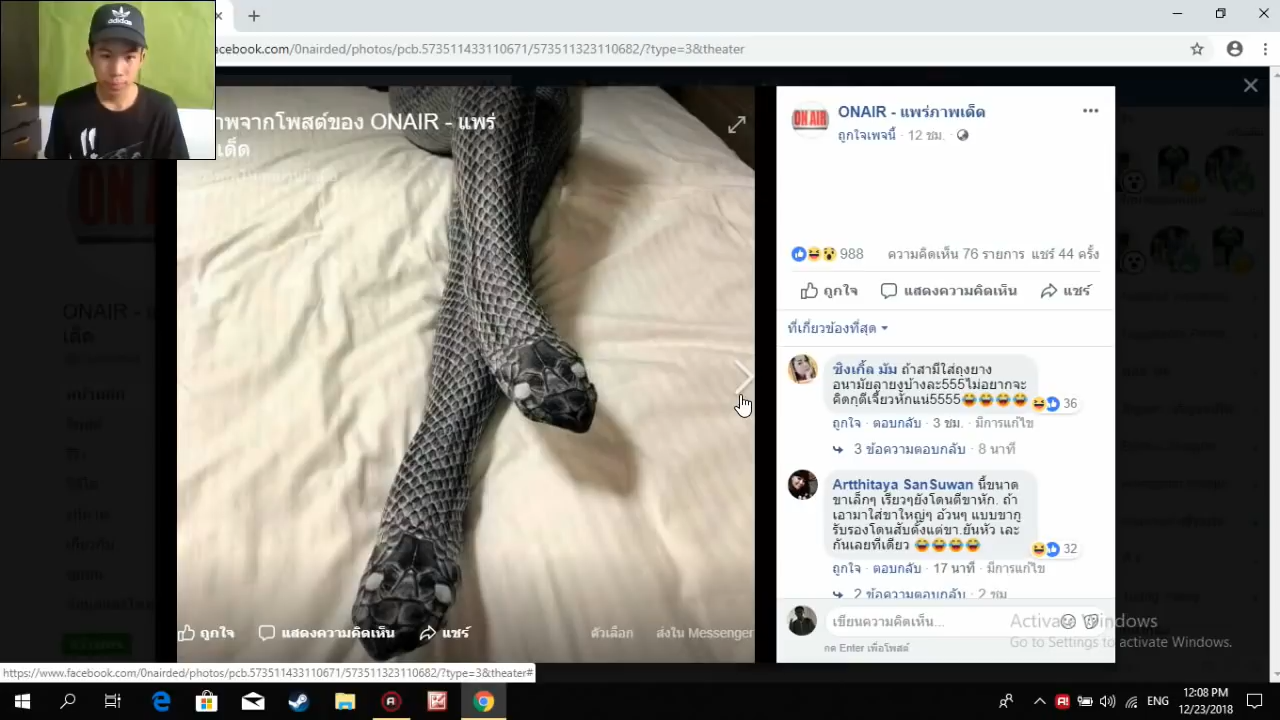 adidas
acebook.com/0nairded/photos/pcb.573511433110671/573511323110682/?type=3&theater
าพจากโพสต์ของ ONAIR - แพร่
เด็ด
ON AIR
ONAIR - แพร่ภาพเด็ด
ถูกใจเพจนี้ · 12 ชม. ·
988
ความคิดเห็น 76 รายการ แชร์ 44 ครั้ง
ถูกใจ แสดงความคิดเห็น แชร์
ที่เกี่ยวข้องที่สุด
ซิงเกิ้ล มัม ถ้าสามีใส่ถุงยาง
อนามัยลายงูบ้างละ555ไม่อยากจะ
คิดกุดีเจี้ยวหักแน่5555
36
ถูกใจ · ตอบกลับ · 3 ชม. · มีการแก้ไข
3 ข้อความตอบกลับ · 8 นาที
Artthitaya SanSuwan นี้ขนาด
ขาเล็กๆ เรียวๆยังโดนตีขาหัก. ถ้า
เอามาใส่ขาใหญ่ๆ อ้วนๆ แบบขากู
รับรองโดนสับตั้งแต่ขา.ยันหัว เละ
กันเลยทีเดียว
32
ถูกใจ · ตอบกลับ · 17 นาที · มีการแก้ไข
2 ข้อความตอบกลับ · 2 ชม
เขียนความคิดเห็น...
กด Enter เพื่อโพสต์
ถูกใจ แสดงความคิดเห็น แชร์
ตัวเลือก ส่งใน Messenger
Activate Windows
Go to Settings to activate Windows.
https://www.facebook.com/0nairded/photos/pcb.573511433110671/573511323110682/?type=3&theater#
ENG
12:08 PM
12/23/2018